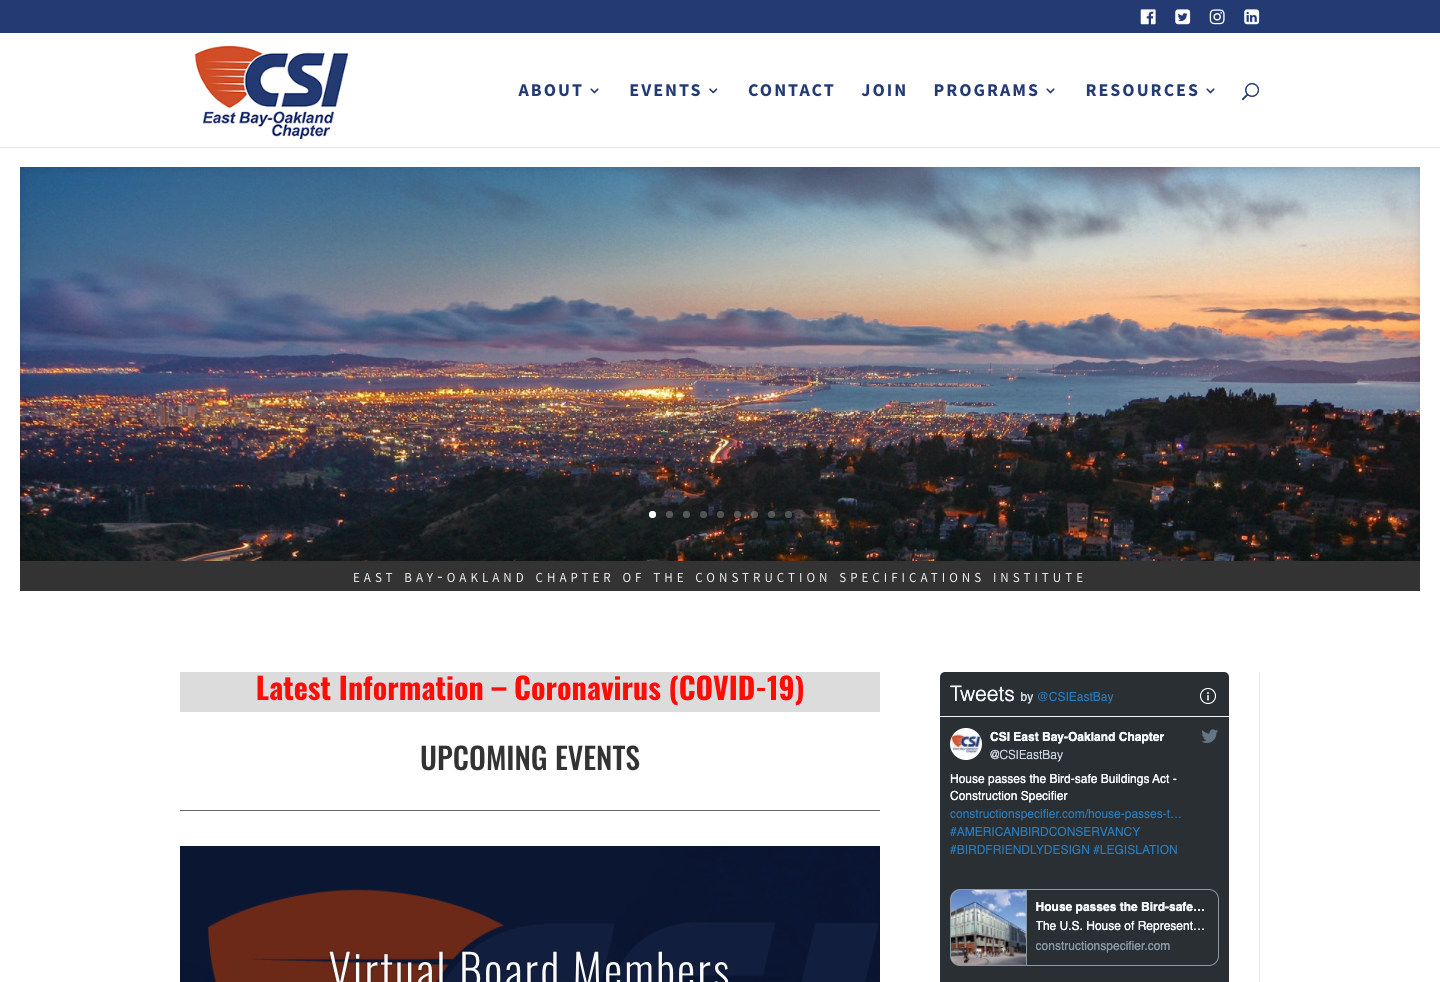 CSI
East Bay-Oakland
Chapter
ABOUT
EVENTS
CONTACT
JOIN
PROGRAMS
RESOURCES
EAST BAY-OAKLAND CHAPTER OF THE CONSTRUCTION SPECIFICATIONS INSTITUTE
Latest Information – Coronavirus (COVID-19)
UPCOMING EVENTS
Virtual Board Members
Tweets by @CSIEastBay
CSI East Bay-Oakland Chapter
@CSIEastBay
House passes the Bird-safe Buildings Act -
Construction Specifier
constructionspecifier.com/house-passes-t…
#AMERICANBIRDCONSERVANCY
#BIRDFRIENDLYDESIGN #LEGISLATION
House passes the Bird-safe…
The U.S. House of Represent…
constructionspecifier.com